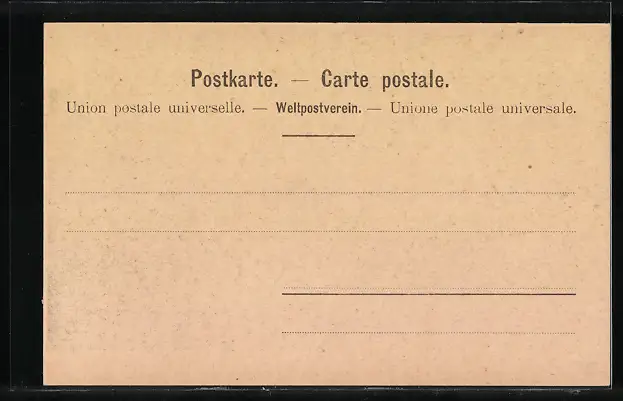 Postkarte. — Carte postale.
Union postale universelle. — Weltpostverein. — Unione postale universale.